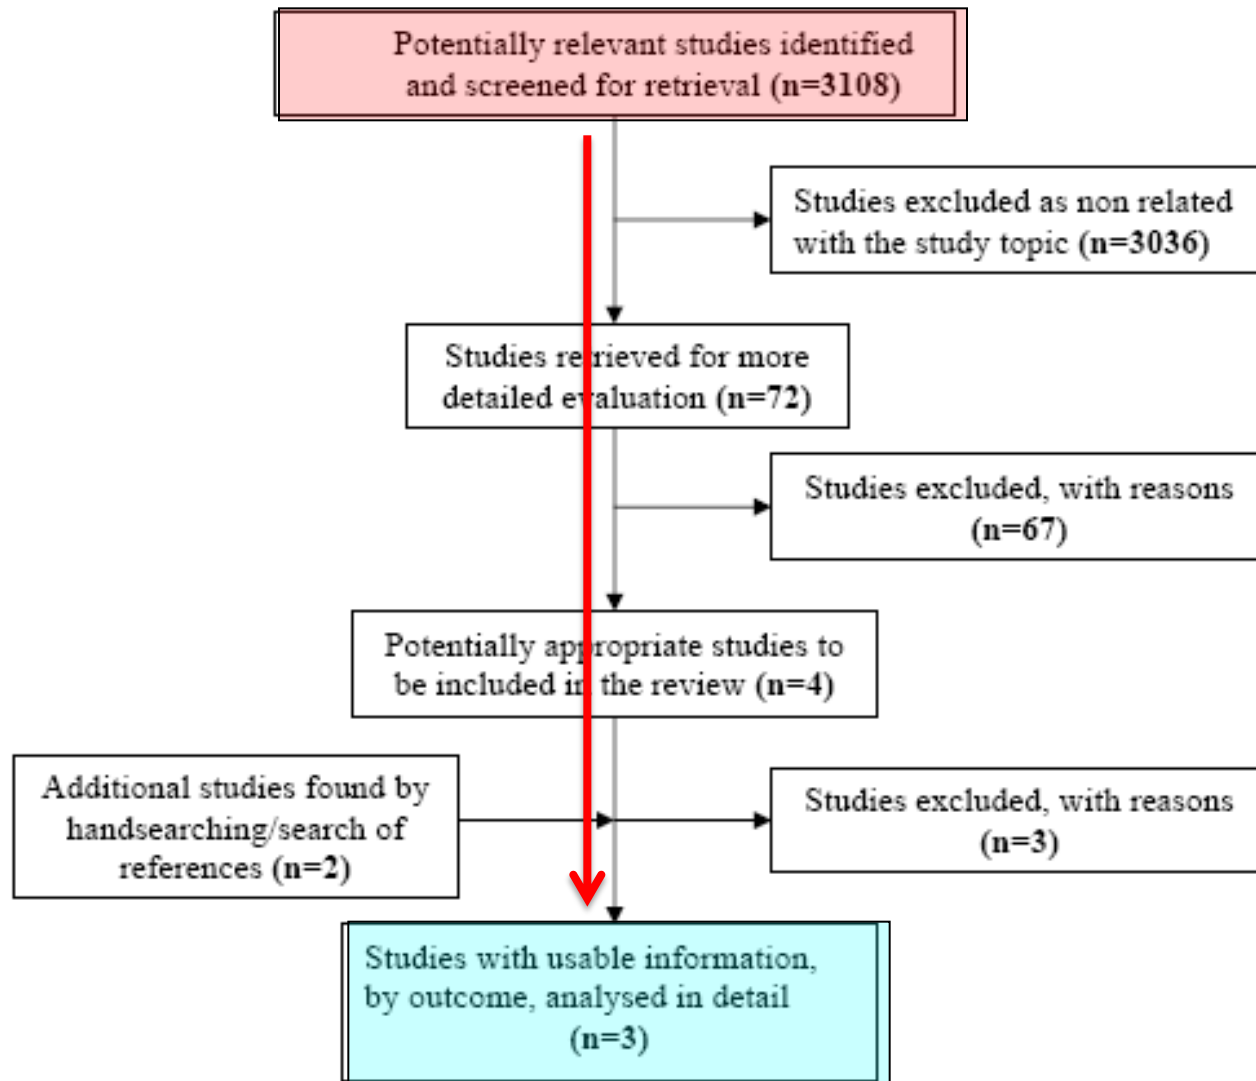 Potentially relevant studies identified
and screened for retrieval (n=3108)
Studies excluded as non related
with the study topic (n=3036)
Studies retrieved for more
detailed evaluation (n=72)
Studies excluded, with reasons
(n=67)
Potentially appropriate studies to
be included in the review (n=4)
Additional studies found by
handsearching/search of
references (n=2)
Studies excluded, with reasons
(n=3)
Studies with usable information,
by outcome, analysed in detail
(n=3)